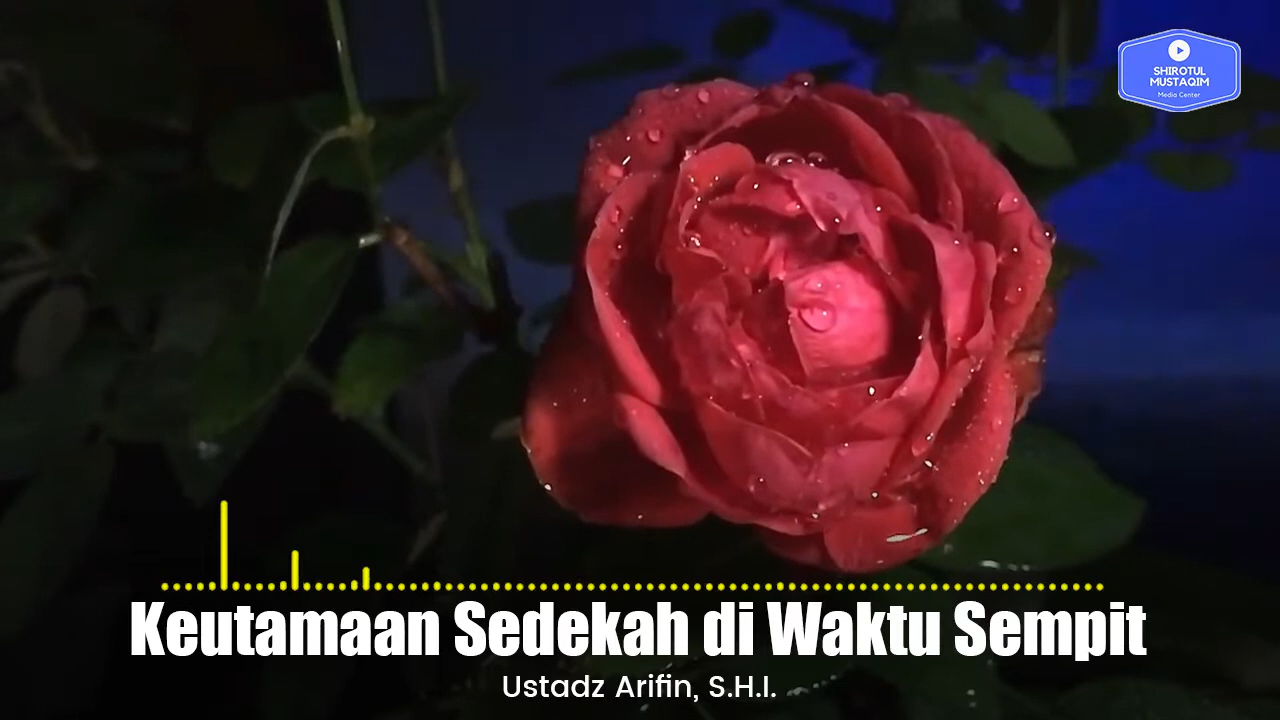 SHIROTUL
MUSTAQIM
Media Center
Keutamaan Sedekah di Waktu Sempit
Ustadz Arifin, S.H.I.